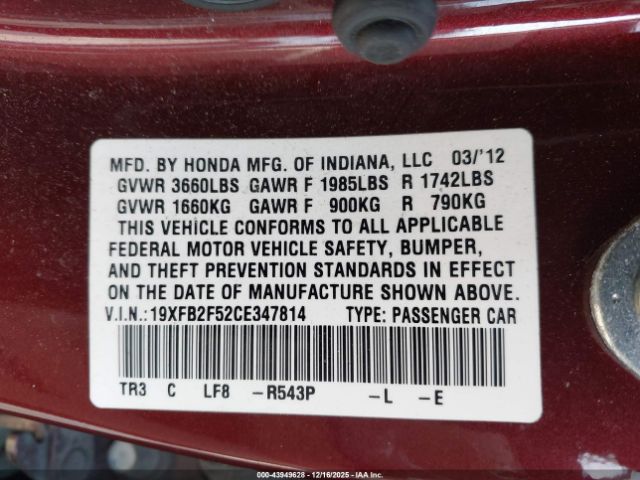 MFD. BY HONDA MFG. OF INDIANA, LLC 03/'12
GVWR 3660LBS GAWR F 1985LBS R 1742LBS
GVWR 1660KG GAWR F 900KG R 790KG
THIS VEHICLE CONFORMS TO ALL APPLICABLE
FEDERAL MOTOR VEHICLE SAFETY, BUMPER,
AND THEFT PREVENTION STANDARDS IN EFFECT
ON THE DATE OF MANUFACTURE SHOWN ABOVE.
V.I.N.:19XFB2F52CE347814 TYPE: PASSENGER CAR
TR3 C LF8 -R543P -L -E
000-43949628 - 12/16/2025 - IAA Inc.